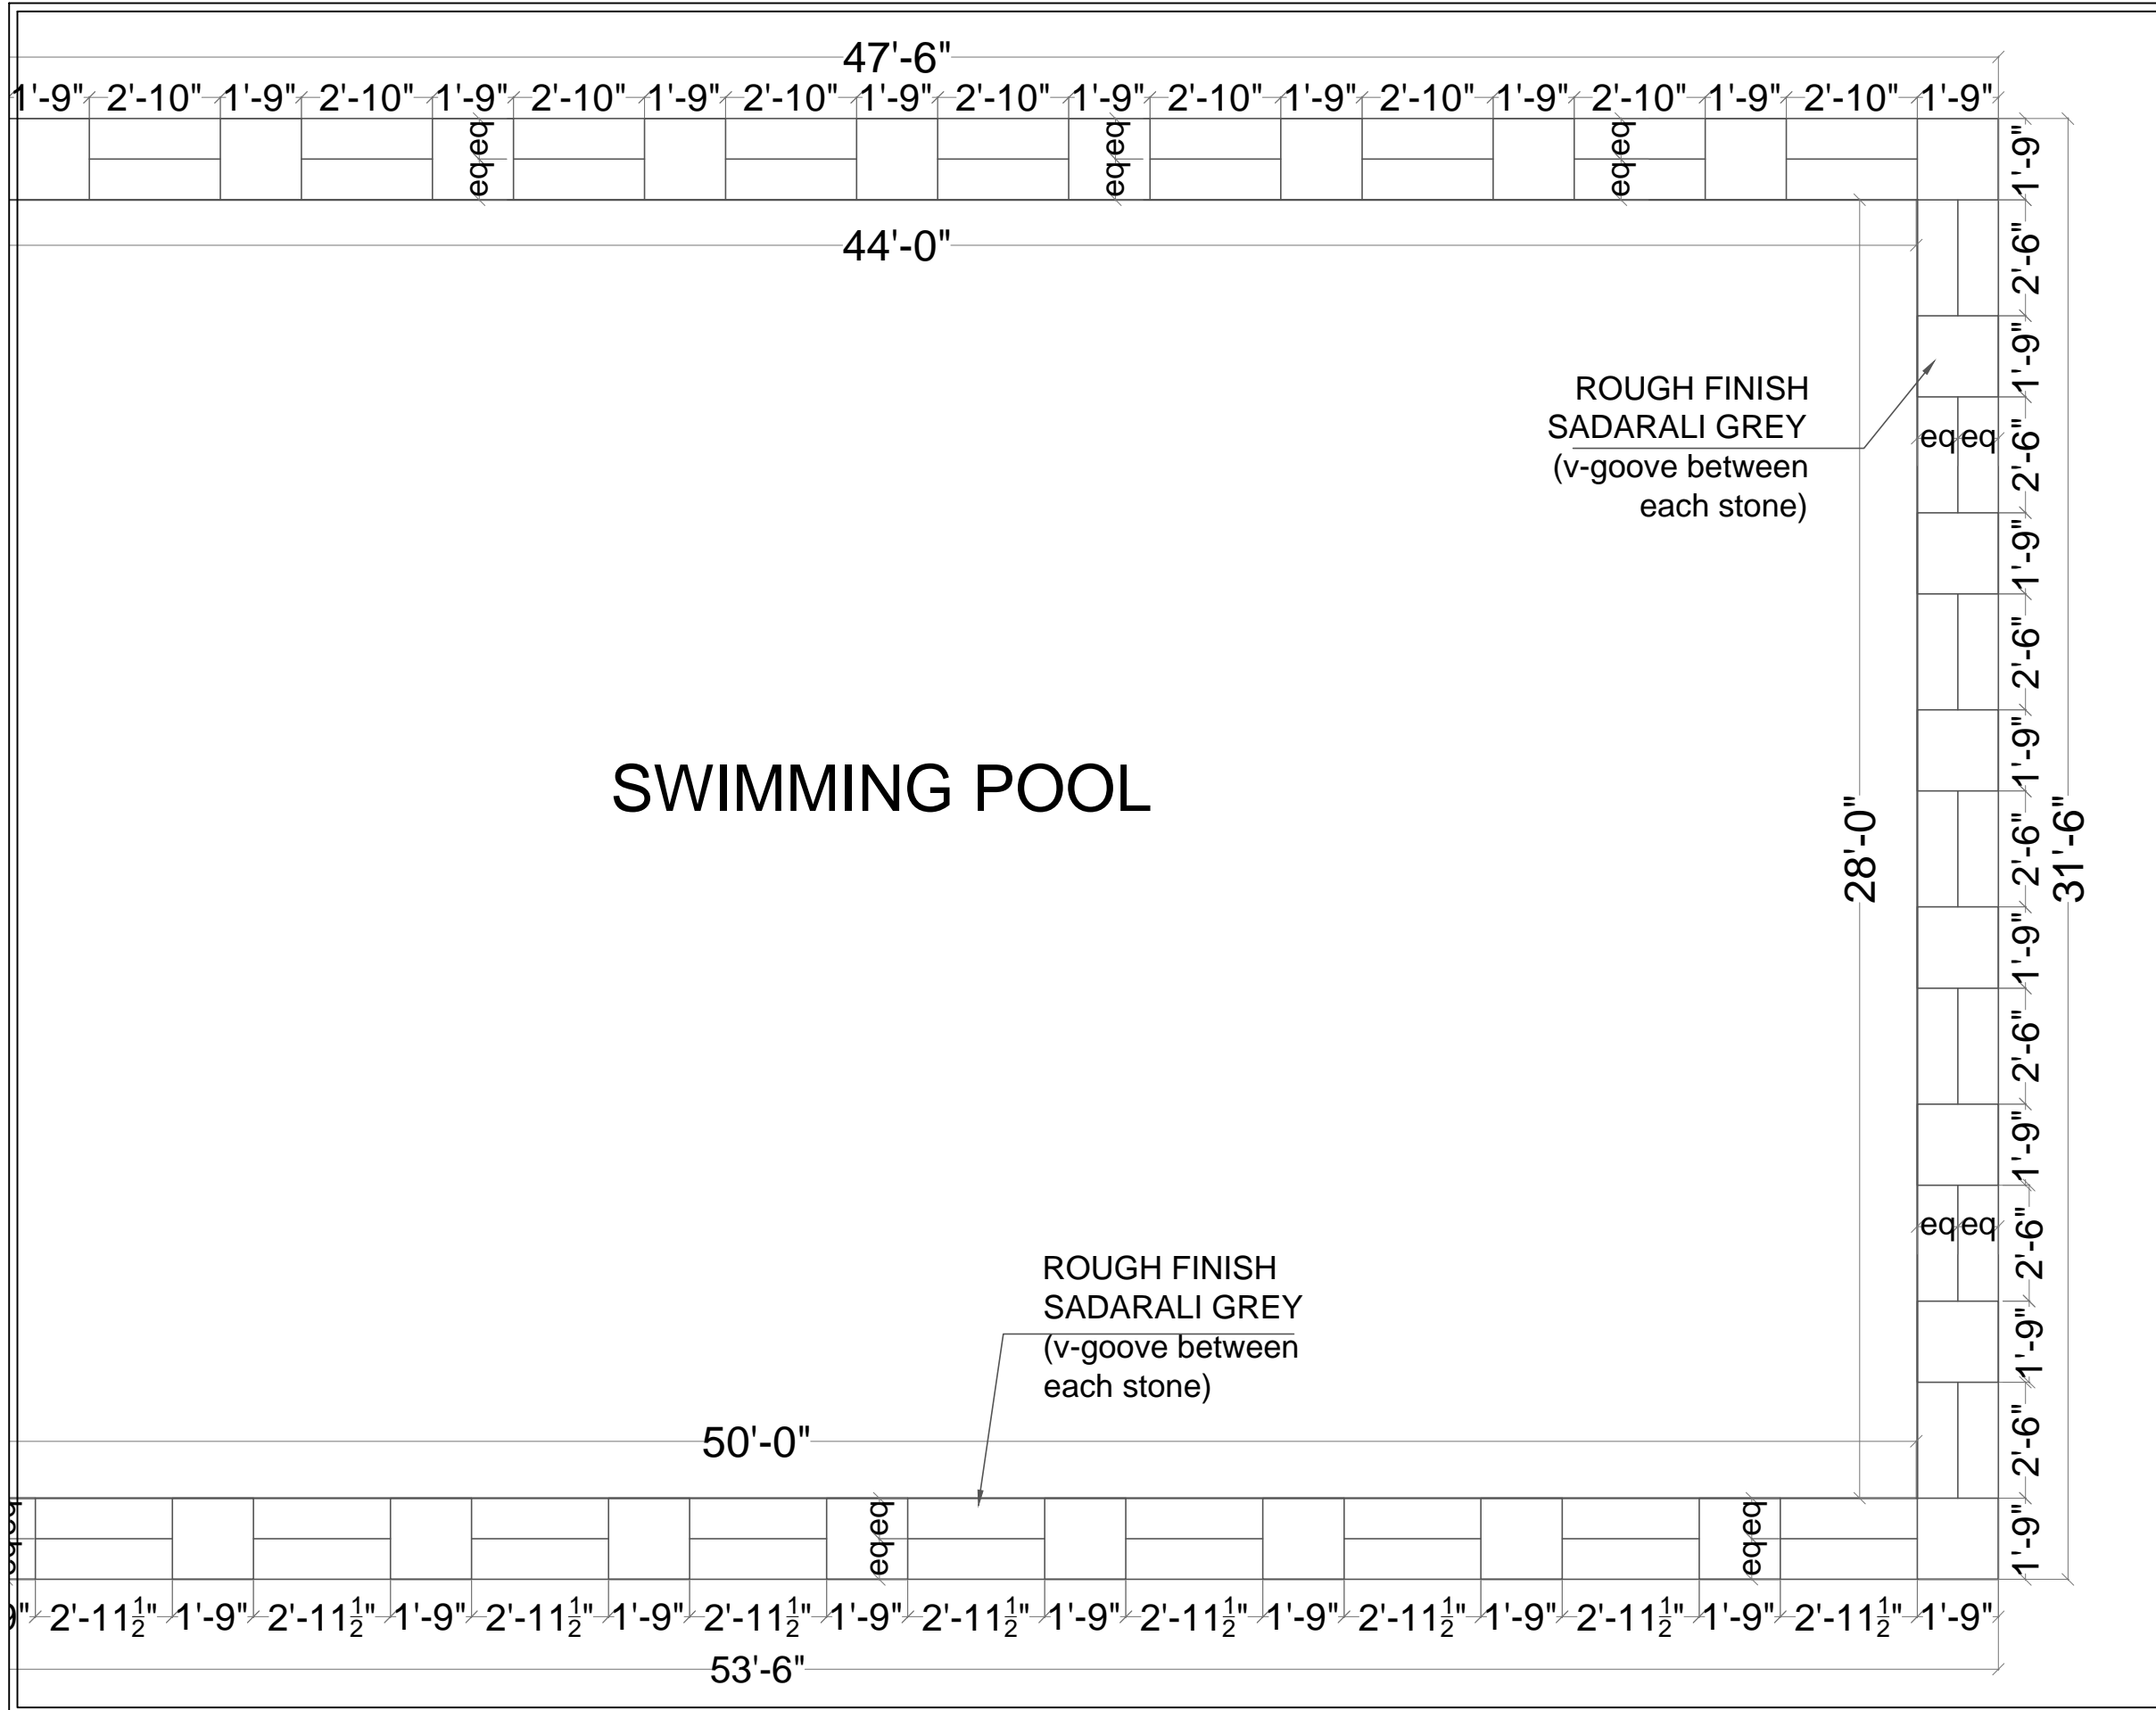 47'-6"
1'-9" 2'-10" 1'-9" 2'-10" 1'-9" 2'-10" 1'-9" 2'-10" 1'-9" 2'-10" 1'-9" 2'-10" 1'-9" 2'-10" 1'-9" 2'-10" 1'-9" 2'-10" 1'-9"
eq eq
eq eq
eq eq
44'-0"
1'-9"
2'-6"
1'-9"
2'-6"
1'-9"
2'-6"
1'-9"
2'-6"
1'-9"
2'-6"
1'-9"
2'-6"
1'-9"
2'-6"
1'-9"
ROUGH FINISH
SADARALI GREY
(v-goove between
each stone)
eq eq
SWIMMING POOL
28'-0"
31'-6"
eq eq
ROUGH FINISH
SADARALI GREY
(v-goove between
each stone)
50'-0"
eq eq
eq eq
eq eq
9" 2'-11½" 1'-9" 2'-11½" 1'-9" 2'-11½" 1'-9" 2'-11½" 1'-9" 2'-11½" 1'-9" 2'-11½" 1'-9" 2'-11½" 1'-9" 2'-11½" 1'-9" 2'-11½" 1'-9"
53'-6"